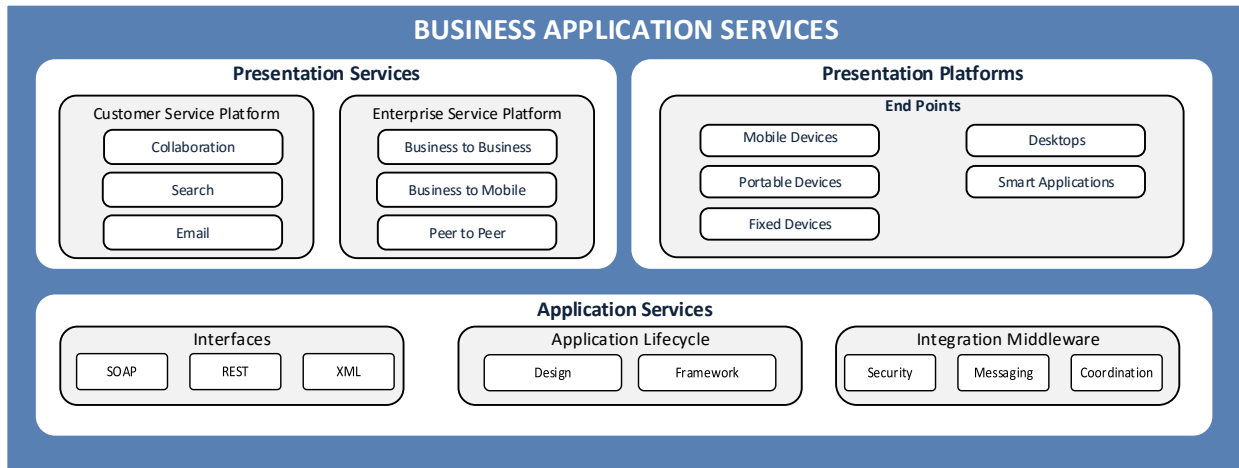 BUSINESS APPLICATION SERVICES
Presentation Services
Customer Service Platform
Collaboration
Search
Email
Enterprise Service Platform
Business to Business
Business to Mobile
Peer to Peer
Presentation Platforms
End Points
Mobile Devices
Portable Devices
Fixed Devices
Desktops
Smart Applications
Application Services
Interfaces
SOAP
REST
XML
Application Lifecycle
Design
Framework
Integration Middleware
Security
Messaging
Coordination